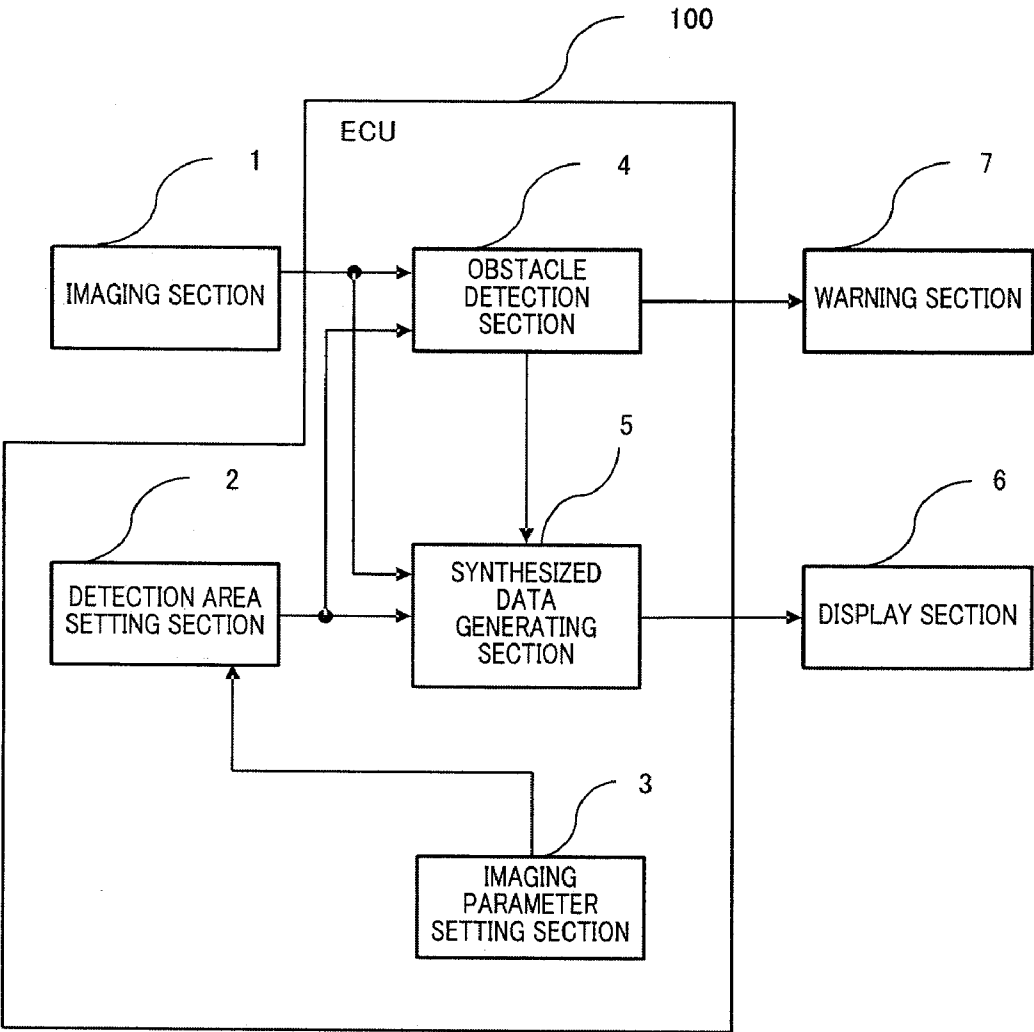 100
ECU
1
4
7
IMAGING SECTION
OBSTACLE
DETECTION
SECTION
WARNING SECTION
2
5
6
DETECTION AREA
SETTING SECTION
SYNTHESIZED
DATA
GENERATING
SECTION
DISPLAY SECTION
3
IMAGING
PARAMETER
SETTING SECTION